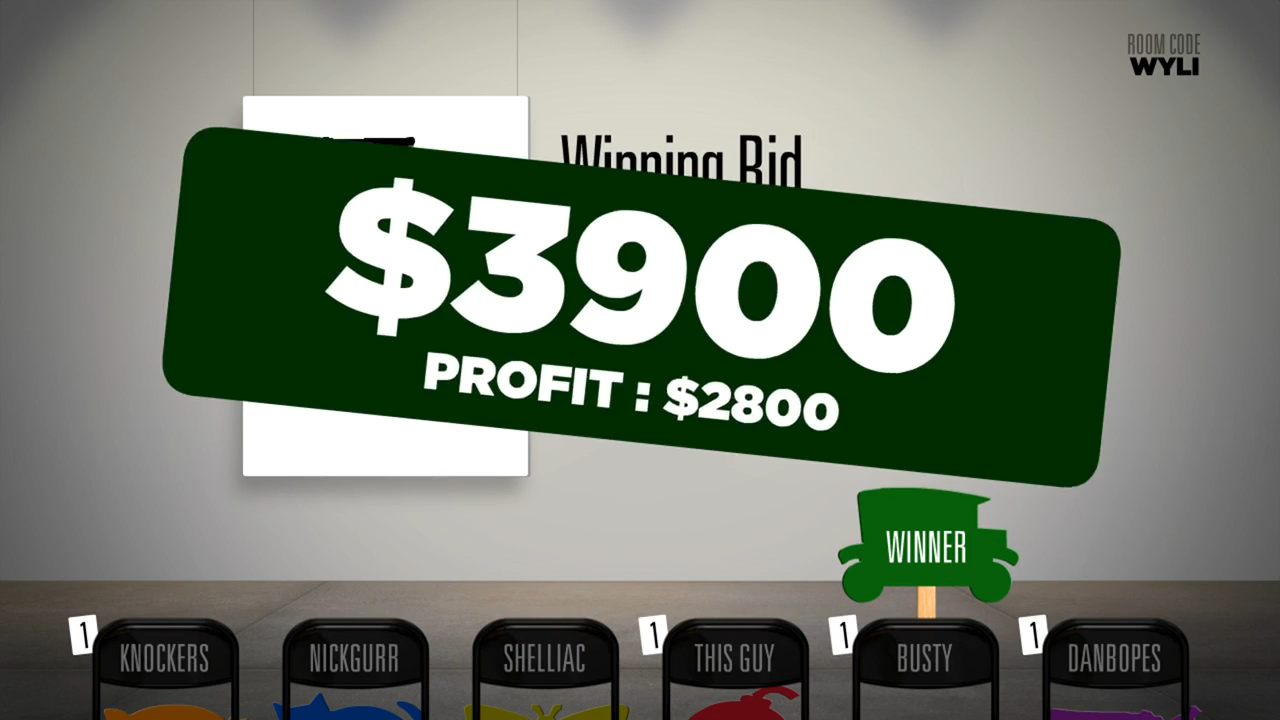 ROOM CODE
WYLI
Winning Bid
$3900
PROFIT : $2800
WINNER
1 KNOCKERS
NICKGURR
SHELLIAC
1 THIS GUY
1 BUSTY
1 DANBOPES